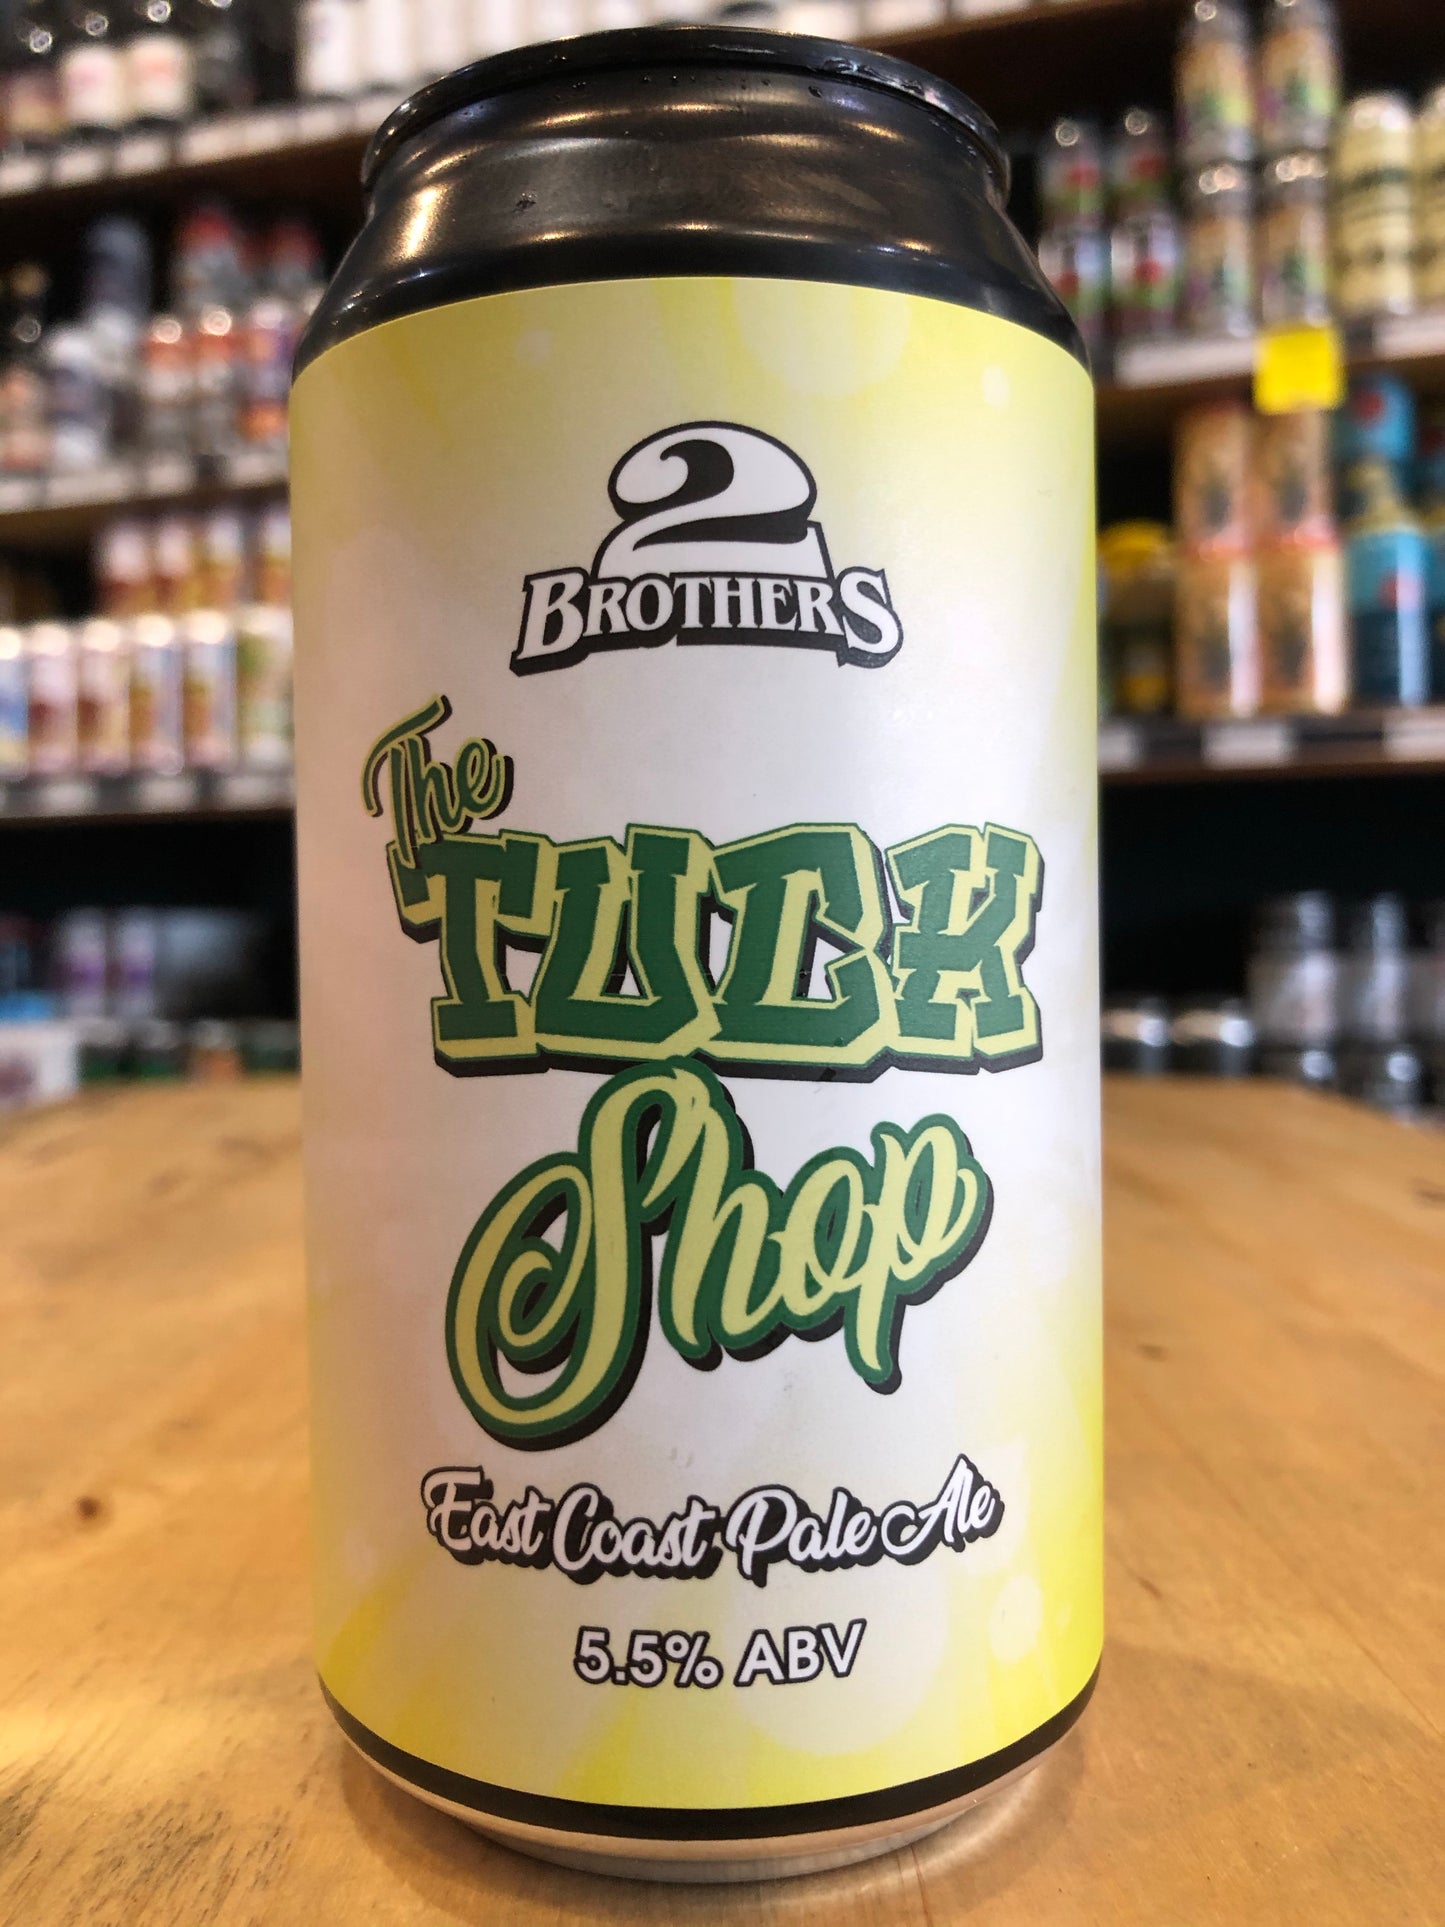 2
BROTHERS
The
TUCK
Shop
East Coast Pale Ale
5.5% ABV